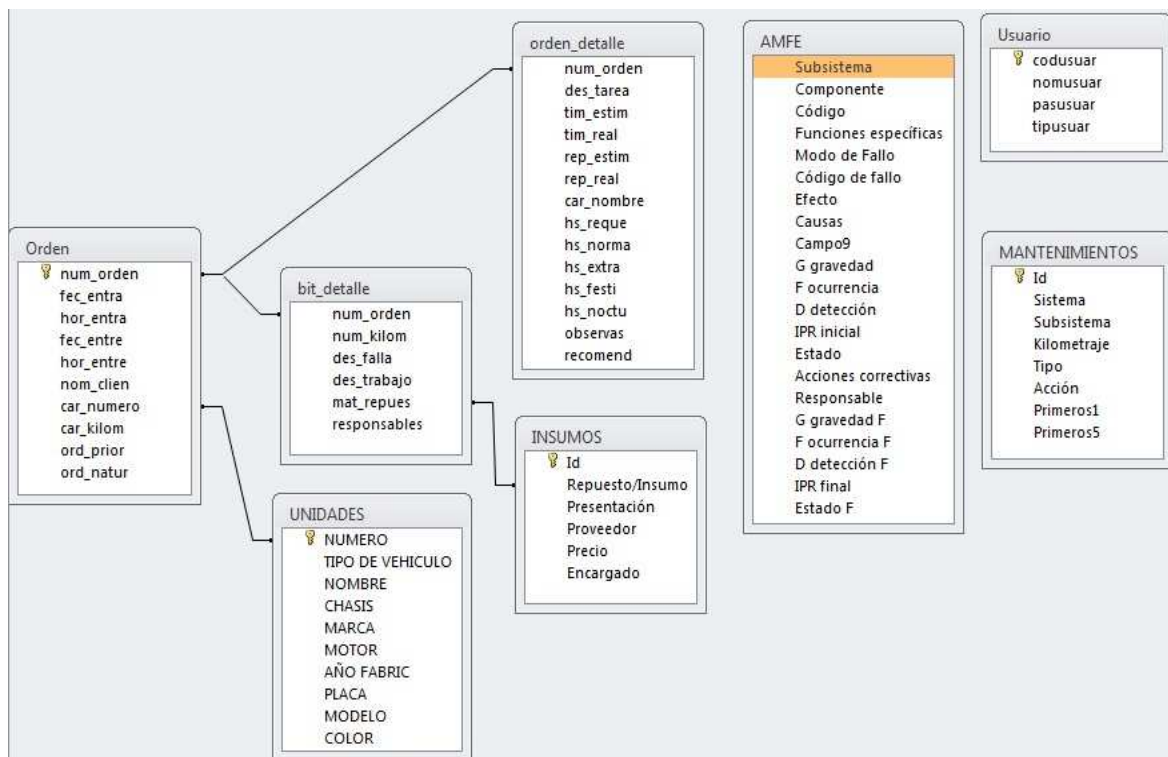 orden_detalle
num_orden
des_tarea
tim_estim
tim_real
rep_estim
rep_real
car_nombre
hs_reque
hs_norma
hs_extra
hs_festi
hs_noctu
observas
recomend
AMFE
Subsistema
Componente
Código
Funciones específicas
Modo de Fallo
Código de fallo
Efecto
Causas
Campo9
G gravedad
F ocurrencia
D detección
IPR inicial
Estado
Acciones correctivas
Responsable
G gravedad F
F ocurrencia F
D detección F
IPR final
Estado F
Usuario
codusuar
nomusuar
pasusuar
tipusuar
Orden
num_orden
fec_entra
hor_entra
fec_entre
hor_entre
nom_clien
car_numero
car_kilom
ord_prior
ord_natur
bit_detalle
num_orden
num_kilom
des_falla
des_trabajo
mat_repues
responsables
MANTENIMIENTOS
Id
Sistema
Subsistema
Kilometraje
Tipo
Acción
Primeros1
Primeros5
INSUMOS
Id
Repuesto/Insumo
Presentación
Proveedor
Precio
Encargado
UNIDADES
NUMERO
TIPO DE VEHICULO
NOMBRE
CHASIS
MARCA
MOTOR
AÑO FABRIC
PLACA
MODELO
COLOR